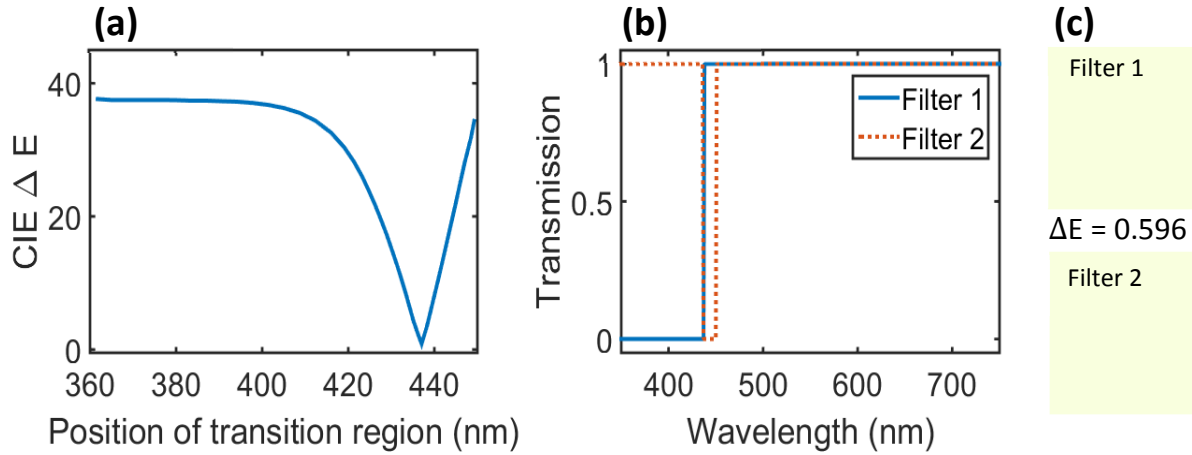 (a)
CIE Δ E
40
20
0
360 380 400 420 440
Position of transition region (nm)
(b)
Transmission
1
0.5
0
Filter 1
Filter 2
400 500 600 700
Wavelength (nm)
(c)
Filter 1
ΔE = 0.596
Filter 2